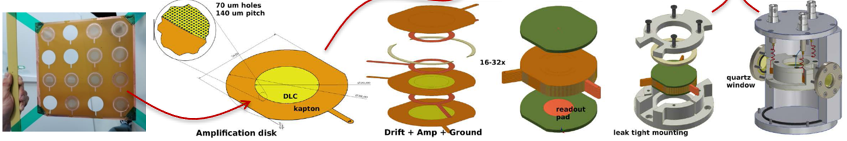 70 um holes
140 um pitch
DLC
kapton
Amplification disk
Drift + Amp + Ground
16-32x
readout
pad
leak tight mounting
quartz
window